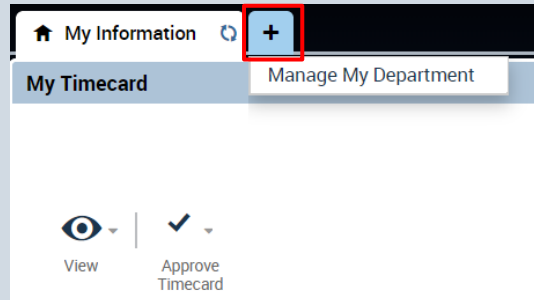 My Information +
Manage My Department
My Timecard
View
Approve
Timecard